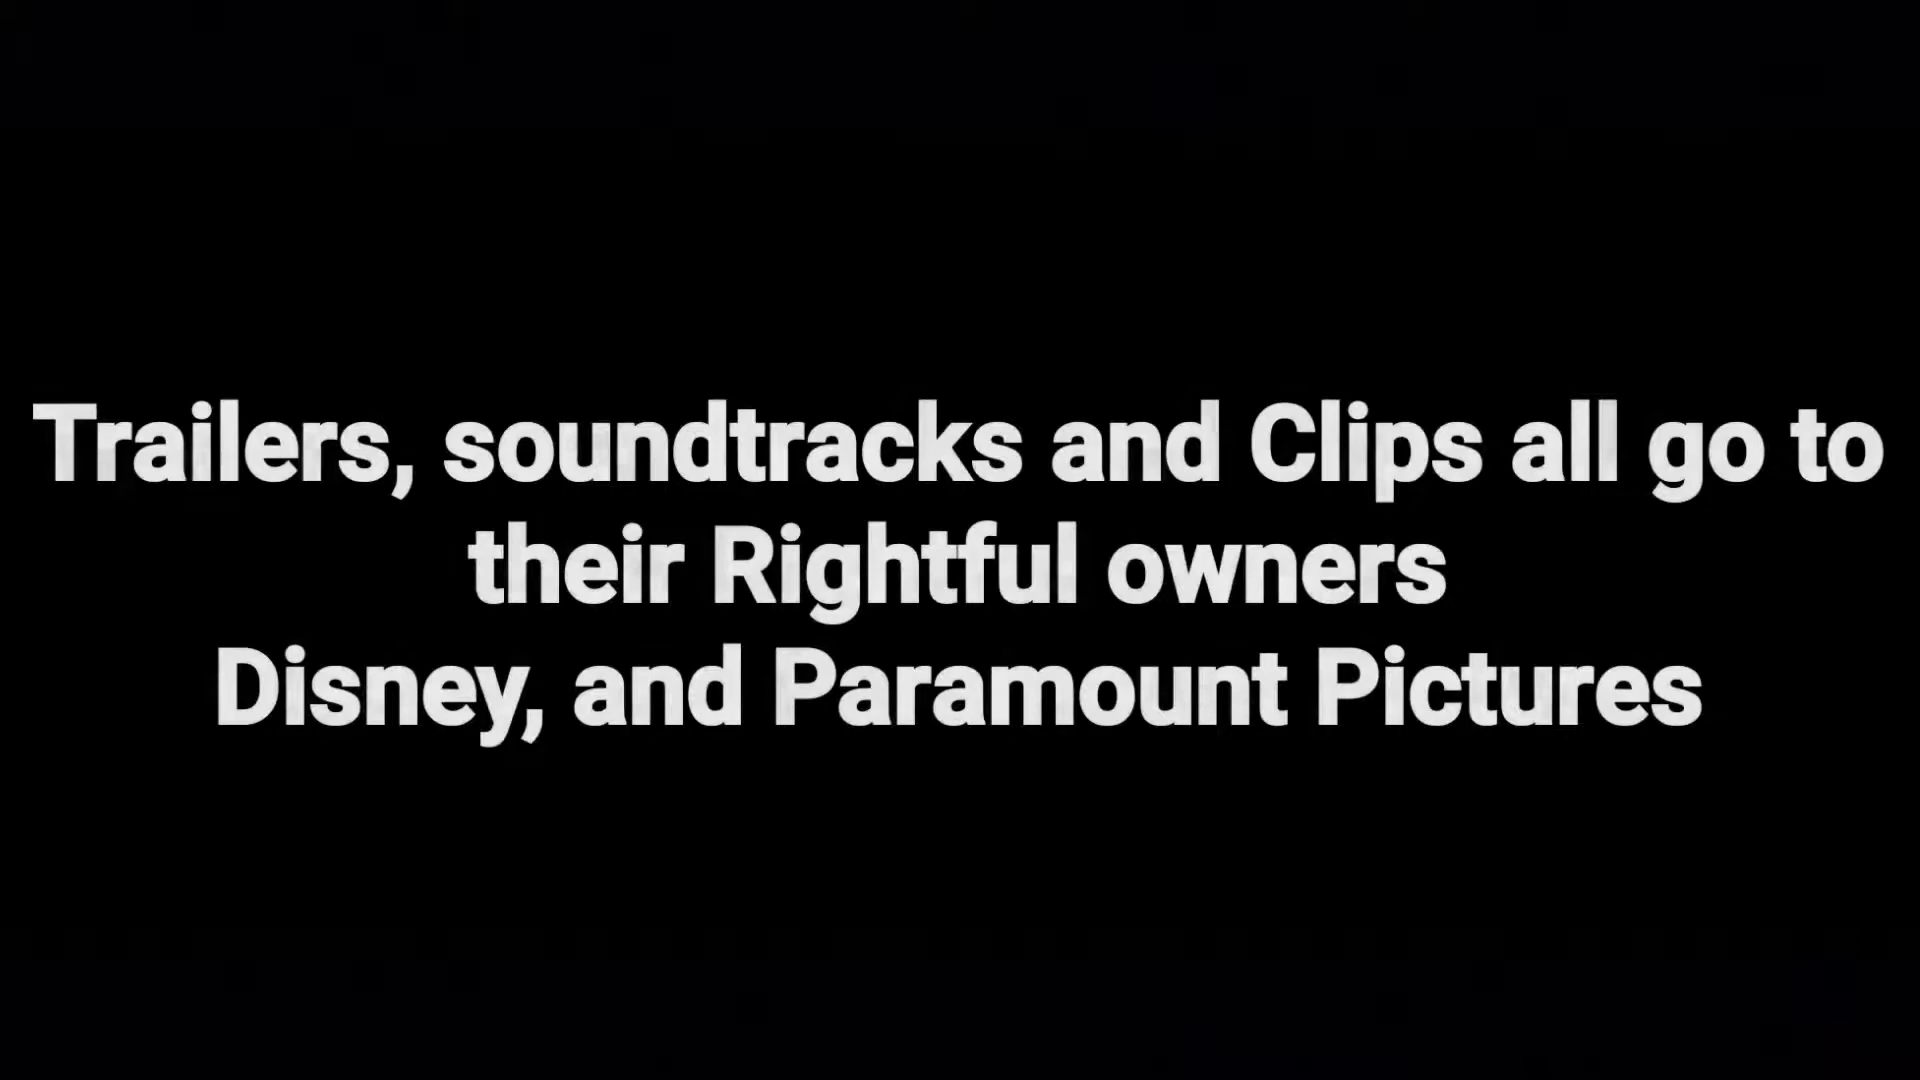 Trailers, soundtracks and Clips all go to
their Rightful owners
Disney, and Paramount Pictures